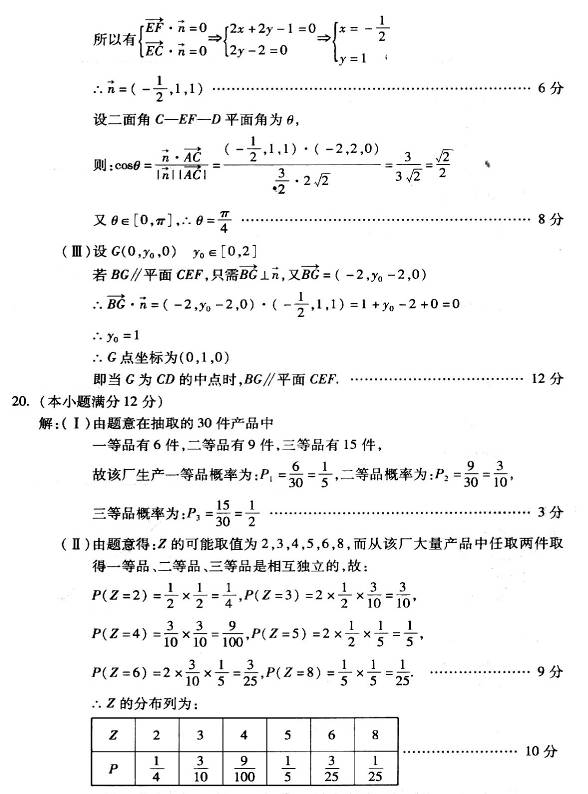 所以有{EF→·n→=0 EC→·n→=0 ⇒ {2x+2y-1=0 2y-2=0 ⇒ {x=-1/2 y=1
∴n→=(-1/2,1,1) …………………………………… 6分
设二面角 C—EF—D 平面角为 θ,
则:cosθ=n→·AC→/|n→||AC→|=(-1/2,1,1)·(-2,2,0)/(3/2·2√2)=3/(3√2)=√2/2
又 θ∈[0,π],∴θ=π/4 …………………………………… 8分
(Ⅲ)设 G(0,y₀,0) y₀∈[0,2]
若 BG∥平面 CEF,只需BG→⊥n→,又BG→=(-2,y₀-2,0)
∴BG→·n→=(-2,y₀-2,0)·(-1/2,1,1)=1+y₀-2+0=0
∴y₀=1
∴G 点坐标为(0,1,0)
即当 G 为 CD 的中点时,BG∥平面 CEF. …………………………… 12分
20. (本小题满分12分)
解:(Ⅰ)由题意在抽取的30件产品中
一等品有6件,二等品有9件,三等品有15件,
故该厂生产一等品概率为:P₁=6/30=1/5,二等品概率为:P₂=9/30=3/10,
三等品概率为:P₃=15/30=1/2 …………………………………… 3分
(Ⅱ)由题意得:Z 的可能取值为2,3,4,5,6,8,而从该厂大量产品中任取两件取
得一等品、二等品、三等品是相互独立的,故:
P(Z=2)=1/2×1/2=1/4,P(Z=3)=2×1/2×3/10=3/10,
P(Z=4)=3/10×3/10=9/100,P(Z=5)=2×1/2×1/5=1/5,
P(Z=6)=2×3/10×1/5=3/25,P(Z=8)=1/5×1/5=1/25. ………………… 9分
∴Z 的分布列为:
Z 2 3 4 5 6 8
P 1/4 3/10 9/100 1/5 3/25 1/25 ………………… 10分